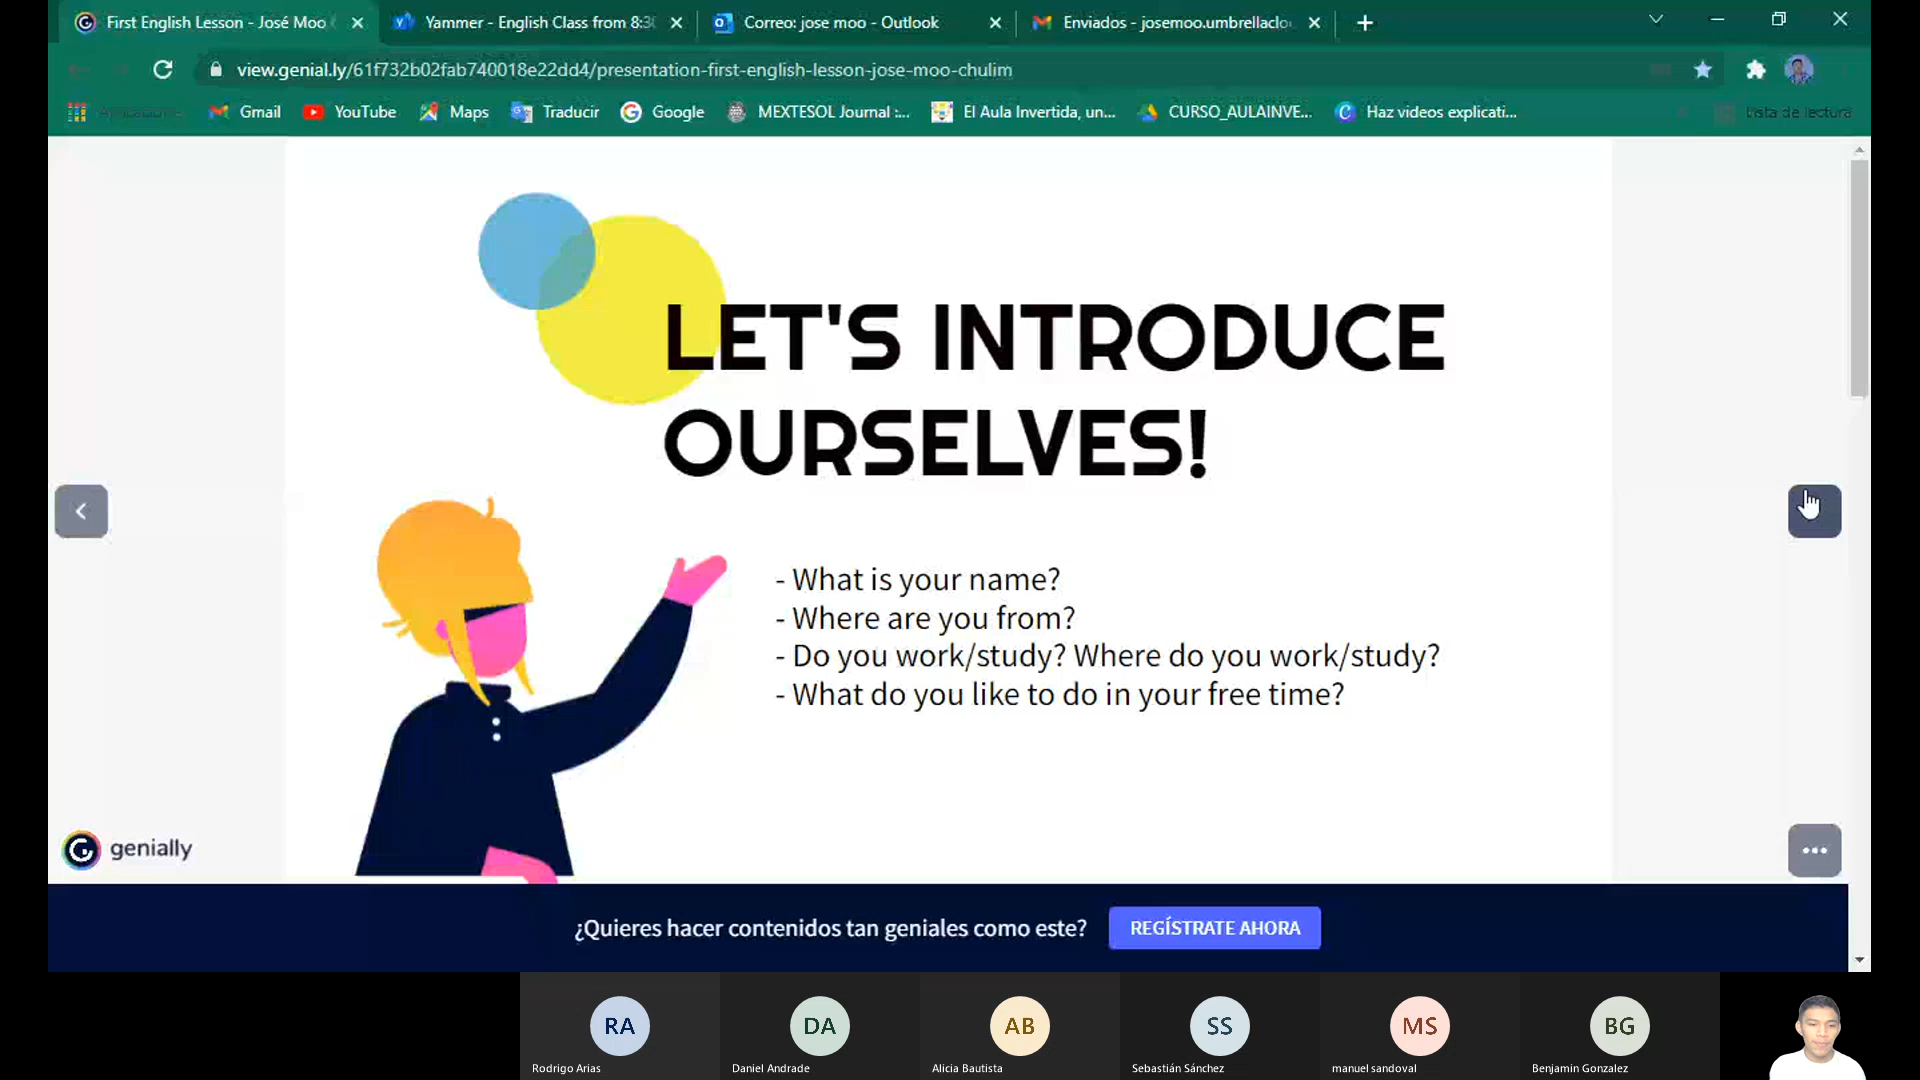 First English Lesson - José Moo
Yammer - English Class from 8:30
Correo: jose moo - Outlook
Enviados - josemoo.umbrellaclo
view.genial.ly/61f732b02fab740018e22dd4/presentation-first-english-lesson-jose-moo-chulim
Aplicaciones
Gmail
YouTube
Maps
Traducir
Google
MEXTESOL Journal :...
El Aula Invertida, un...
CURSO_AULAINVE...
Haz videos explicati...
Lista de lectura
LET'S INTRODUCE
OURSELVES!
- What is your name?
- Where are you from?
- Do you work/study? Where do you work/study?
- What do you like to do in your free time?
genially
¿Quieres hacer contenidos tan geniales como este?
REGÍSTRATE AHORA
RA
DA
AB
SS
MS
BG
Rodrigo Arias
Daniel Andrade
Alicia Bautista
Sebastián Sánchez
manuel sandoval
Benjamin Gonzalez